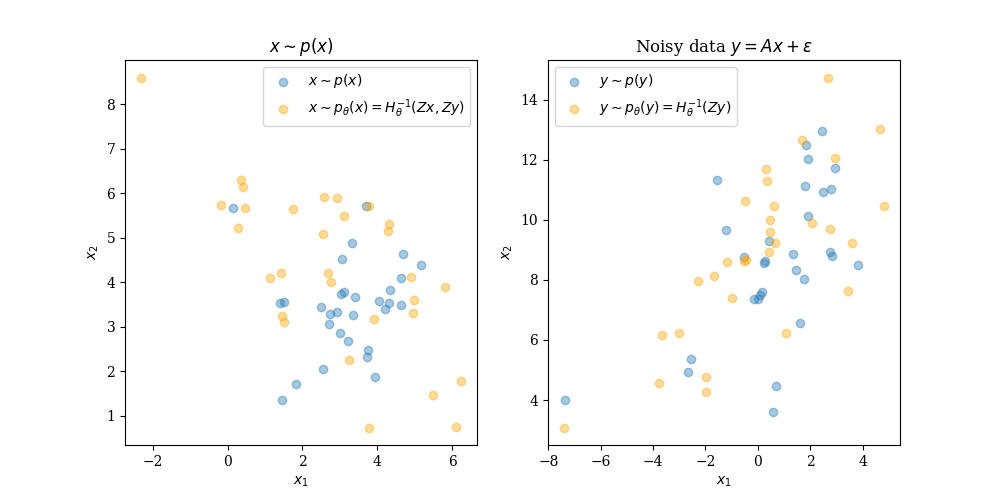 x ∼ p(x)
x ∼ p(x)
x ∼ p_θ(x) = H_θ^{-1}(Zx, Zy)
8
7
6
5
4
3
2
1
x_2
−2
0
2
4
6
x_1
Noisy data y = Ax + ε
y ∼ p(y)
y ∼ p_θ(y) = H_θ^{-1}(Zy)
14
12
10
8
6
4
x_2
−8
−6
−4
−2
0
2
4
x_1